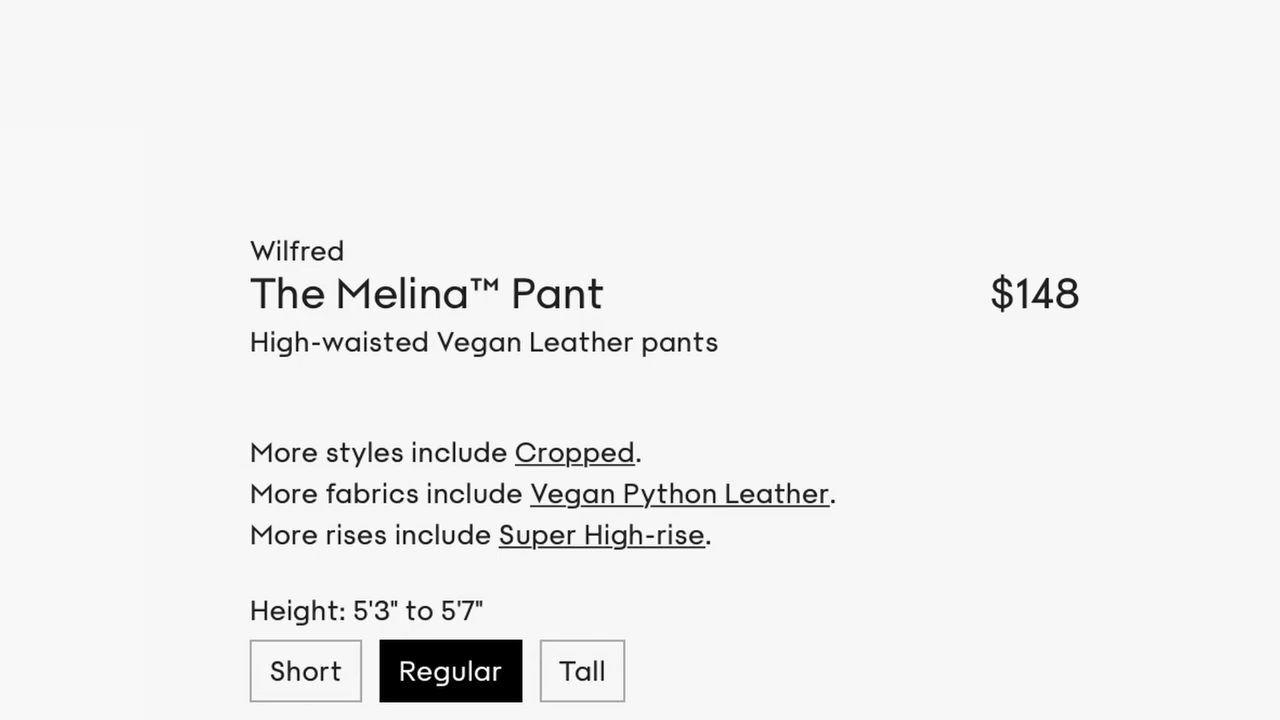 Wilfred
The Melina™ Pant $148
High-waisted Vegan Leather pants
More styles include Cropped.
More fabrics include Vegan Python Leather.
More rises include Super High-rise.
Height: 5'3" to 5'7"
Short Regular Tall